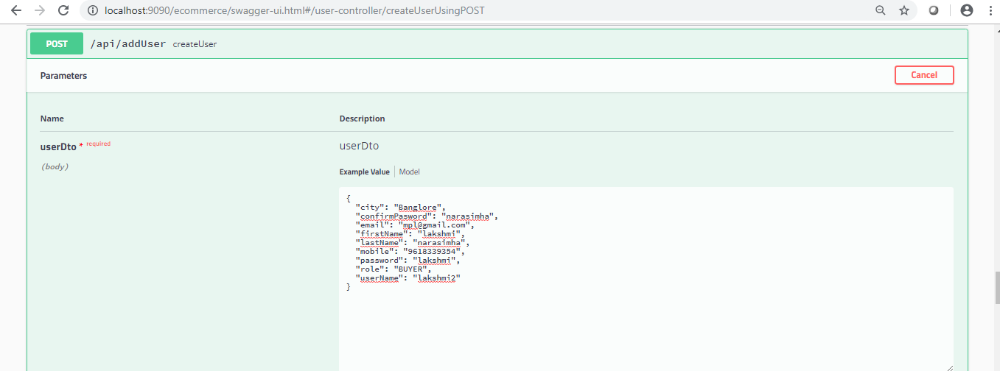 localhost:9090/ecommerce/swagger-ui.html#/user-controller/createUserUsingPOST
POST /api/addUser createUser
Parameters Cancel
Name Description
userDto * required userDto
(body)
Example Value Model
{
"city": "Banglore",
"confirmPasword": "narasimha",
"email": "mpl@gmail.com",
"firstName": "lakshmi",
"lastName": "narasimha",
"mobile": "9618339354",
"password": "lakshmi",
"role": "BUYER",
"userName": "lakshmi2"
}